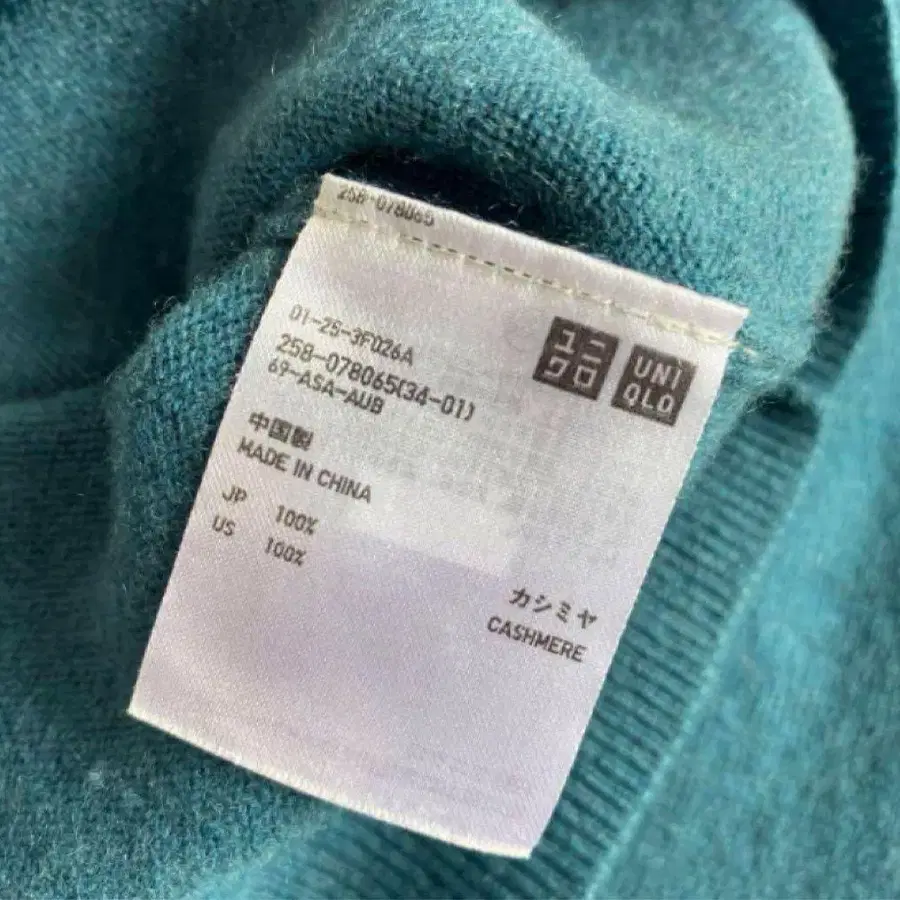 258-078065
ユニ
クロ
UNI
QLO
01-25-3F026A
258-078065(34-01)
69-ASA-AUB
中国製
MADE IN CHINA
JP 100%
US 100%
カシミヤ
CASHMERE